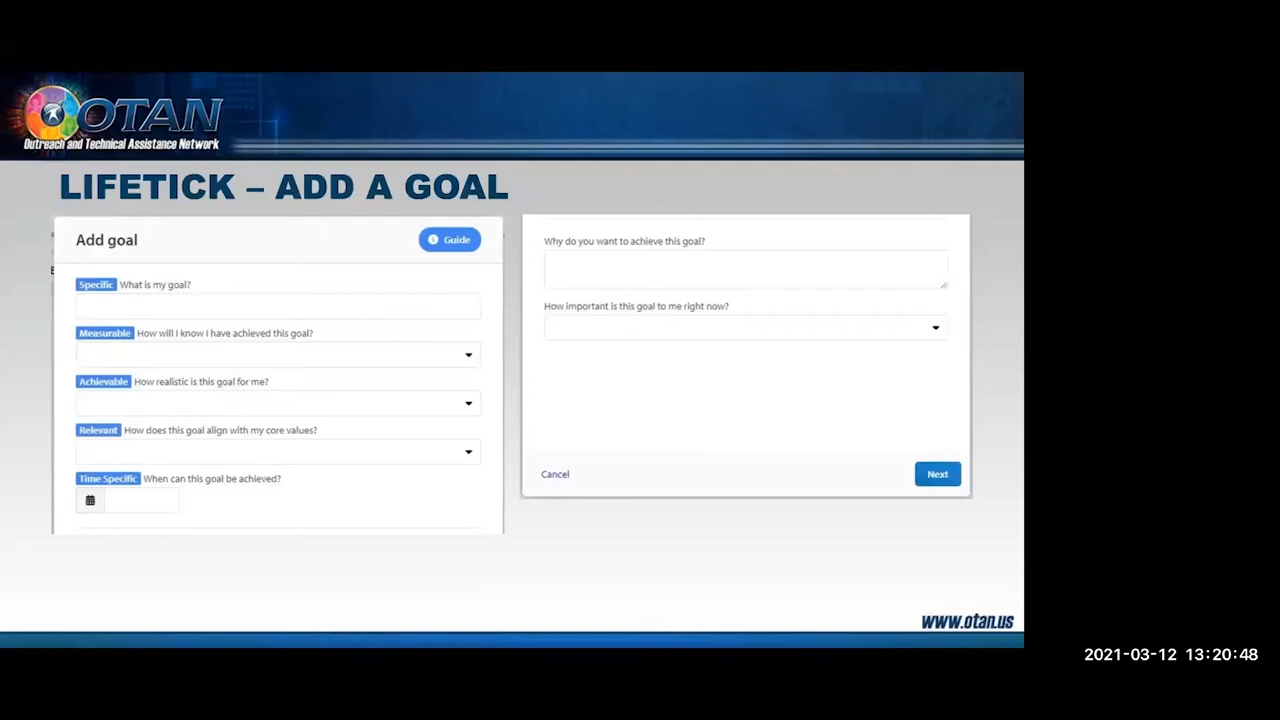 OTAN
Outreach and Technical Assistance Network
LIFETICK – ADD A GOAL
Add goal
Guide
Specific What is my goal?
Measurable How will I know I have achieved this goal?
Achievable How realistic is this goal for me?
Relevant How does this goal align with my core values?
Time Specific When can this goal be achieved?
Why do you want to achieve this goal?
How important is this goal to me right now?
Cancel
Next
www.otan.us
2021-03-12 13:20:48